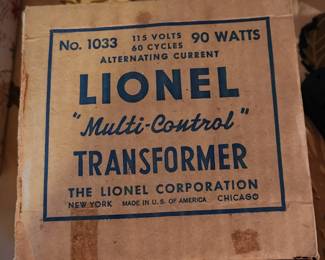 No. 1033 115 VOLTS 60 CYCLES 90 WATTS
ALTERNATING CURRENT
LIONEL
"Multi-Control"
TRANSFORMER
THE LIONEL CORPORATION
NEW YORK MADE IN U.S. OF AMERICA CHICAGO